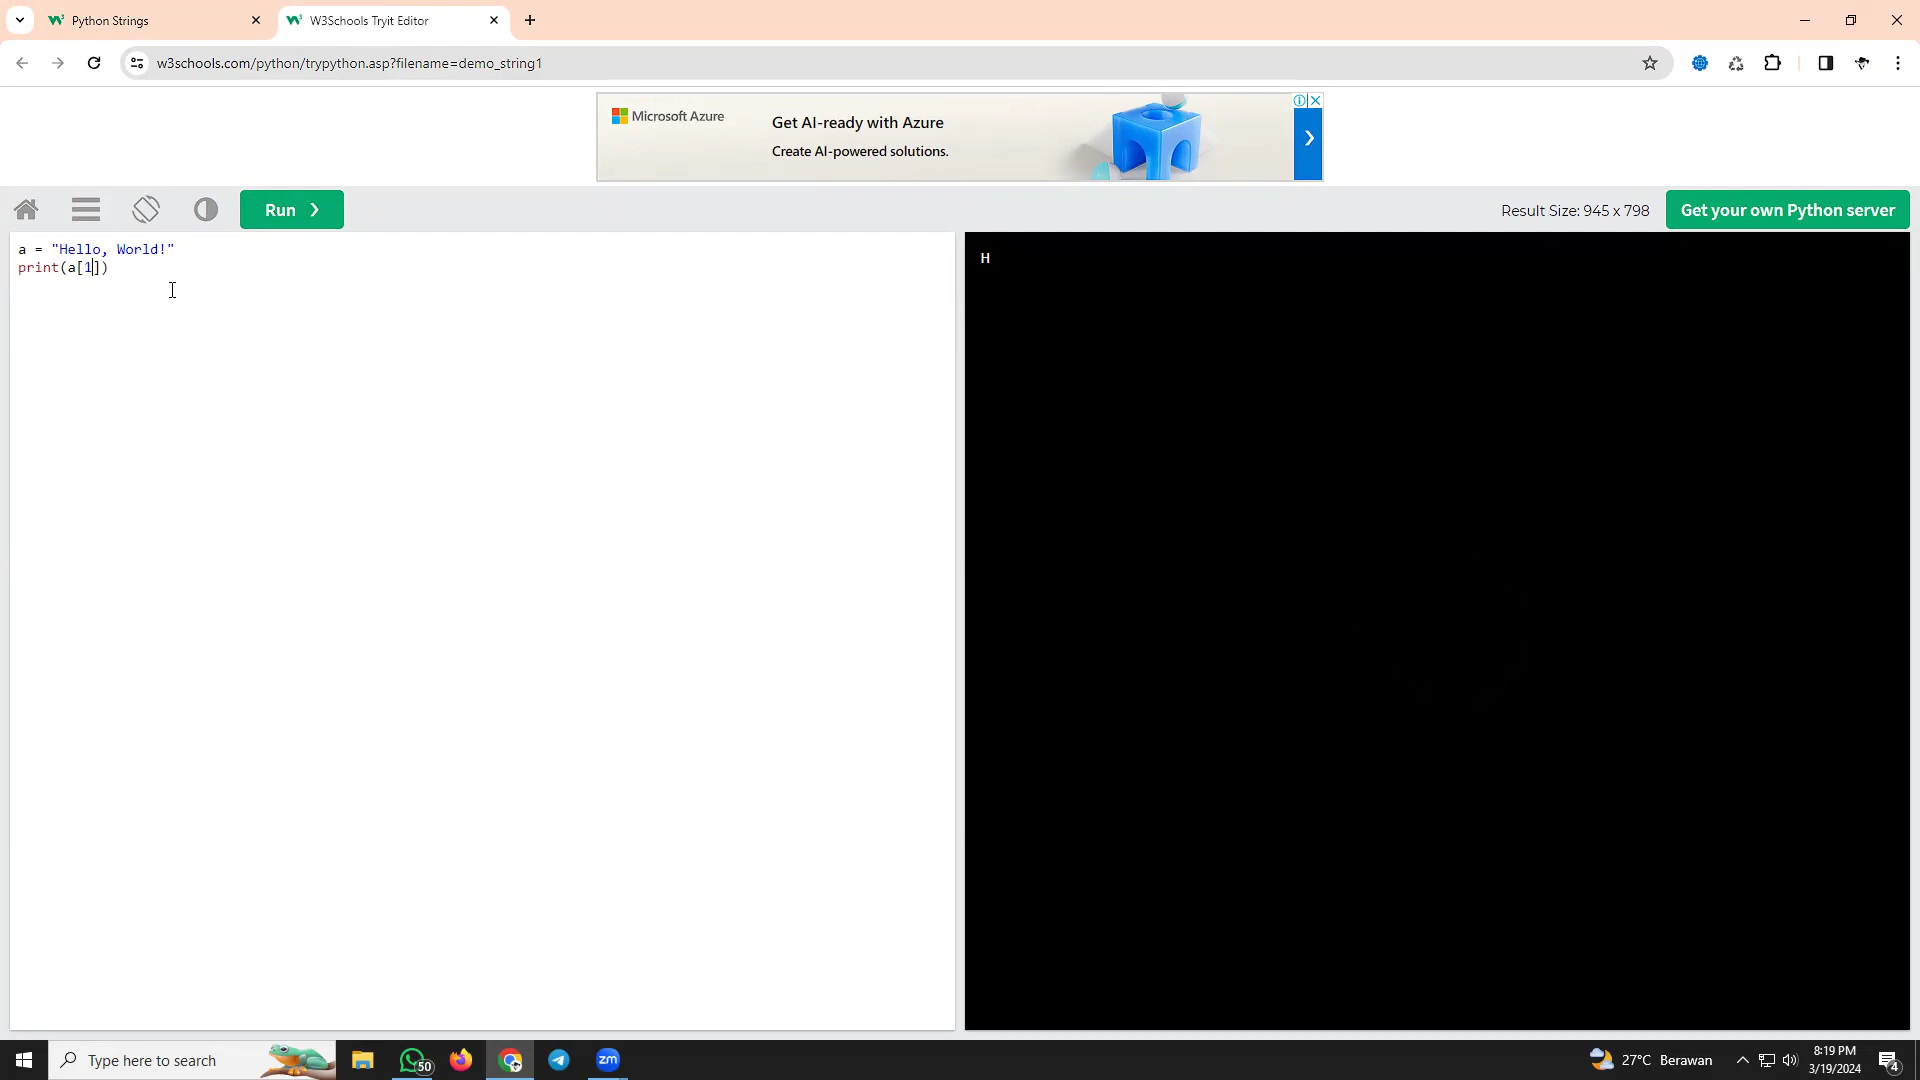 Python Strings
W3Schools Tryit Editor
w3schools.com/python/trypython.asp?filename=demo_string1
Microsoft Azure
Get AI-ready with Azure
Create AI-powered solutions.
Run ❯
Result Size: 945 x 798
Get your own Python server
a = "Hello, World!"
print(a[1])
H
Type here to search
50
zm
27°C Berawan
8:19 PM
3/19/2024
4